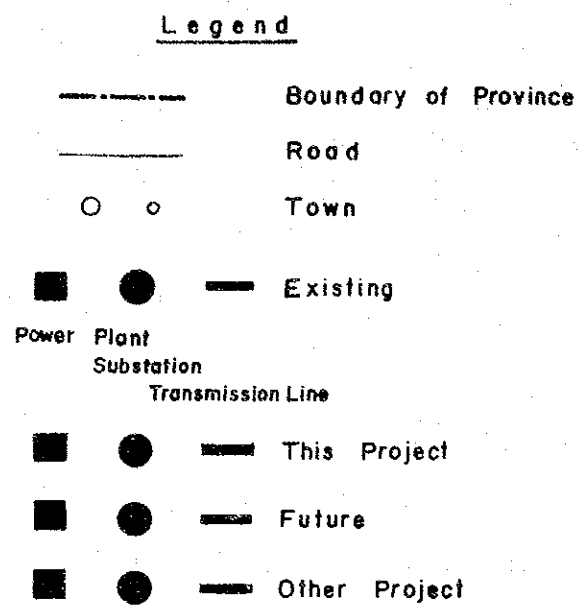 Legend
Boundary of Province
Road
Town
Existing
Power Plant
Substation
Transmission Line
This Project
Future
Other Project